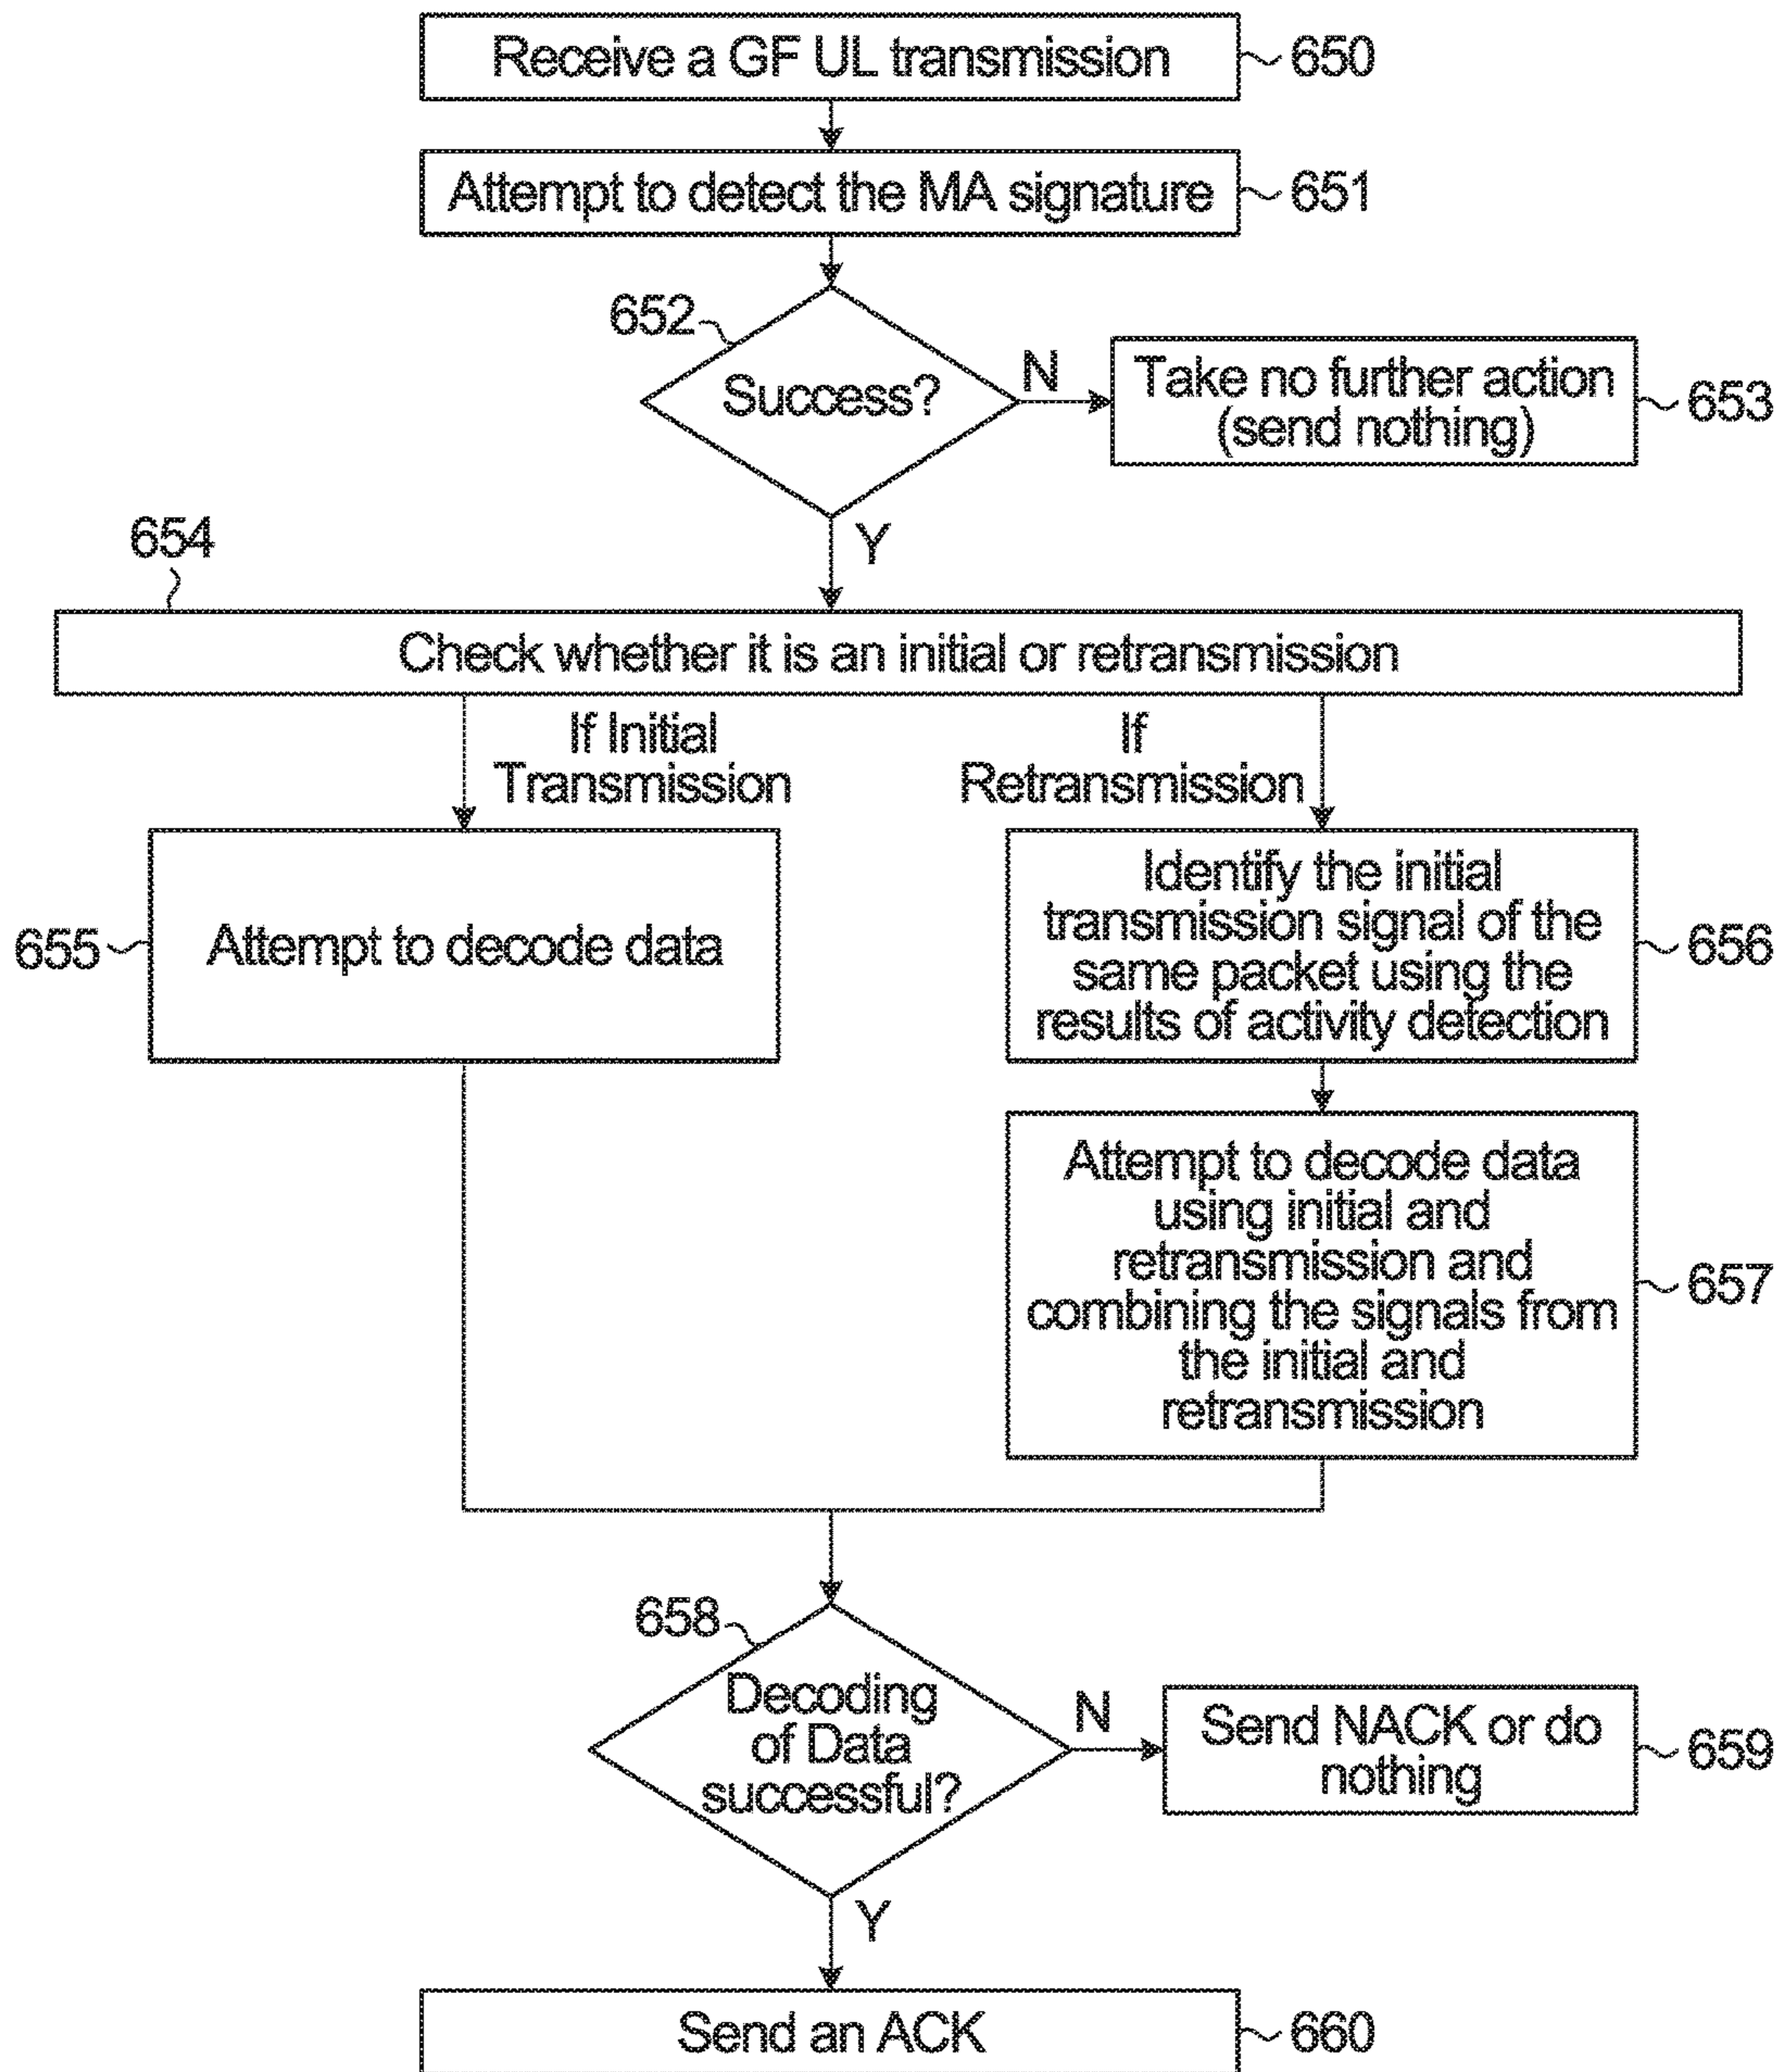 Receive a GF UL transmission
650
Attempt to detect the MA signature
651
652
Success?
N
Take no further action
(send nothing)
653
Y
654
Check whether it is an initial or retransmission
If Initial
Transmission
If
Retransmission
655
Attempt to decode data
Identify the initial
transmission signal of the
same packet using the
results of activity detection
656
Attempt to decode data
using initial and
retransmission and
combining the signals from
the initial and
retransmission
657
658
Decoding
of Data
successful?
N
Send NACK or do
nothing
659
Y
Send an ACK
660